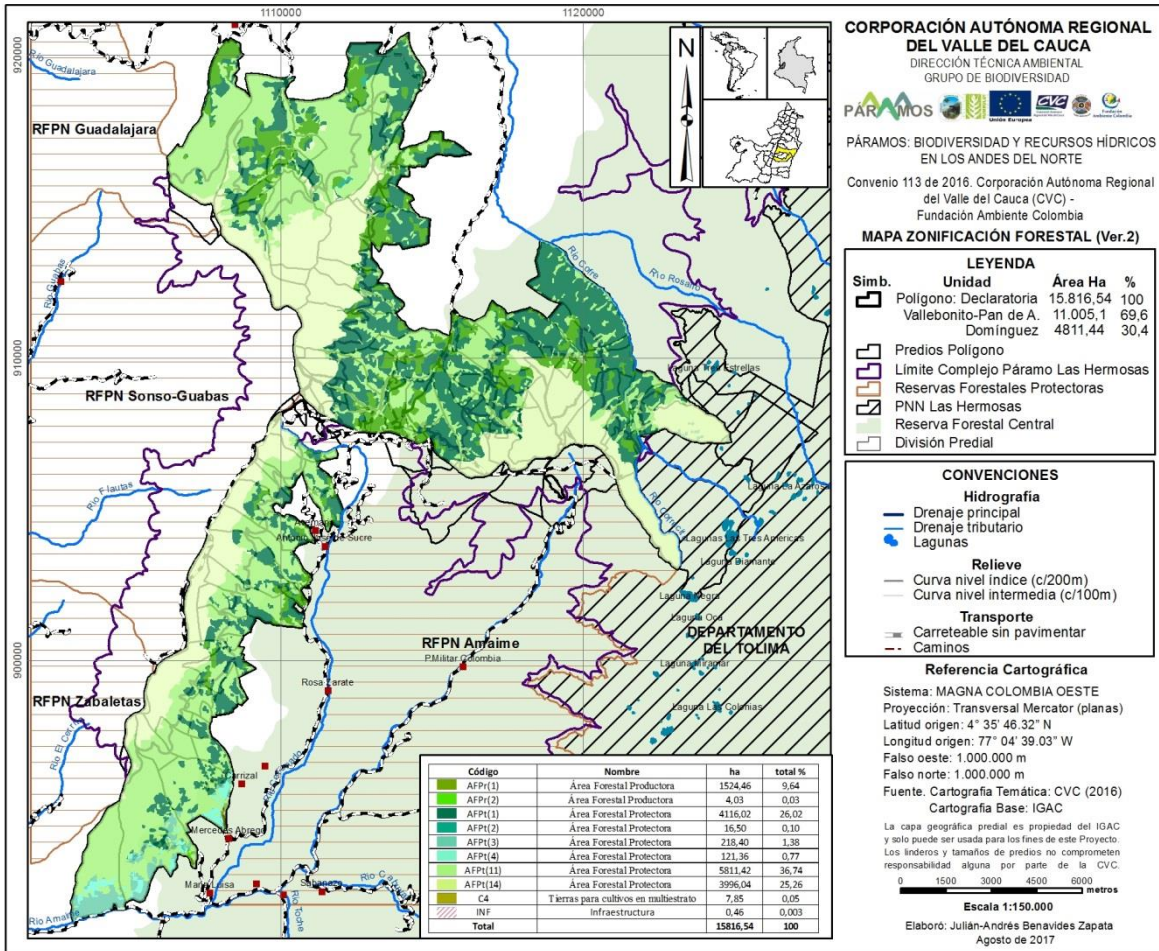 1110000
1120000
920000
910000
900000
Río Guadalajara
RFPN Guadalajara
Río Guabas
RFPN Sonso-Guabas
Río Flautas
RFPN Zabaletas
Río El Cerrito
Río Amaime
Río Cofre
Río Rosario
Laguna Tres Estrellas
Laguna La Azarosa
Lagunas Las Tres Americas
Laguna Diamante
Laguna Negra
Laguna Oca
DEPARTAMENTO
DEL TOLIMA
Laguna Miramar
Laguna Las Colonias
RFPN Amaime
P.Militar Colombia
Antonio Jose de Sucre
Rosa Zarate
Carrizal
Mercedes Abrego
Maria Luisa
Río Toche
N
Código Nombre ha total %
AFPr(1) Área Forestal Productora 1524,46 9,64
AFPr(2) Área Forestal Productora 4,03 0,03
AFPt(1) Área Forestal Protectora 4116,02 26,02
AFPt(2) Área Forestal Protectora 16,50 0,10
AFPt(3) Área Forestal Protectora 218,40 1,38
AFPt(4) Área Forestal Protectora 121,36 0,77
AFPt(11) Área Forestal Protectora 5811,42 36,74
AFPt(14) Área Forestal Protectora 3996,04 25,26
C4 Tierras para cultivos en multiestrato 7,85 0,05
INF Infraestructura 0,46 0,003
Total 15816,54 100
CORPORACIÓN AUTÓNOMA REGIONAL
DEL VALLE DEL CAUCA
DIRECCIÓN TÉCNICA AMBIENTAL
GRUPO DE BIODIVERSIDAD
PÁRAMOS
Unión Europea
CVC
PÁRAMOS: BIODIVERSIDAD Y RECURSOS HÍDRICOS
EN LOS ANDES DEL NORTE
Convenio 113 de 2016. Corporación Autónoma Regional
del Valle del Cauca (CVC) -
Fundación Ambiente Colombia
MAPA ZONIFICACIÓN FORESTAL (Ver.2)
LEYENDA
Simb. Unidad Área Ha %
Polígono: Declaratoria 15.816,54 100
Vallebonito-Pan de A. 11.005,1 69,6
Domínguez 4811,44 30,4
Predios Polígono
Límite Complejo Páramo Las Hermosas
Reservas Forestales Protectoras
PNN Las Hermosas
Reserva Forestal Central
División Predial
CONVENCIONES
Hidrografía
Drenaje principal
Drenaje tributario
Lagunas
Relieve
Curva nivel índice (c/200m)
Curva nivel intermedia (c/100m)
Transporte
Carreteable sin pavimentar
Caminos
Referencia Cartográfica
Sistema: MAGNA COLOMBIA OESTE
Proyección: Transversal Mercator (planas)
Latitud origen: 4° 35' 46.32" N
Longitud origen: 77° 04' 39.03" W
Falso oeste: 1.000.000 m
Falso norte: 1.000.000 m
Fuente. Cartografía Temática: CVC (2016)
Cartografía Base: IGAC
La capa geográfica predial es propiedad del IGAC
y solo puede ser usada para los fines de este Proyecto.
Los linderos y tamaños de predios no comprometen
responsabilidad alguna por parte de la CVC.
0 1500 3000 4500 6000
metros
Escala 1:150.000
Elaboró: Julián-Andrés Benavides Zapata
Agosto de 2017